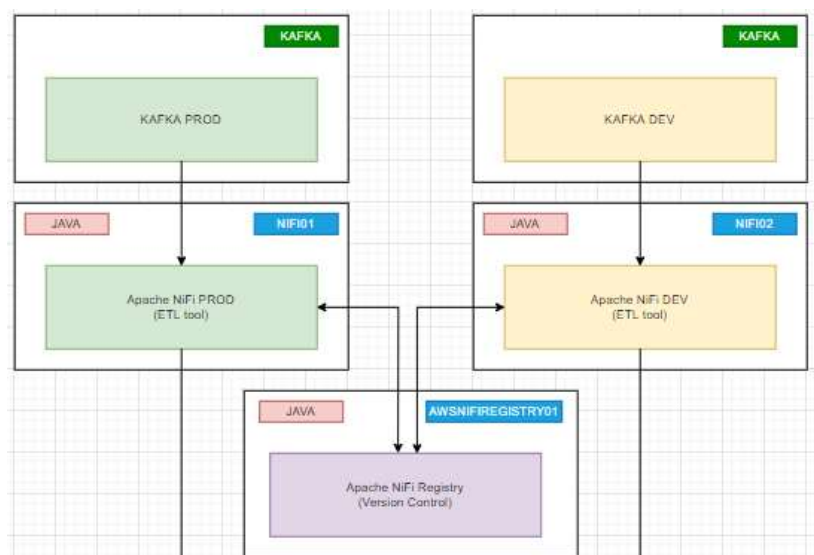 KAFKA
KAFKA
KAFKA PROD
KAFKA DEV
JAVA
NIFI01
JAVA
NIFI02
Apache NiFi PROD
(ETL tool)
Apache NiFi DEV
(ETL tool)
JAVA
AWSNIFIREGISTRY01
Apache NiFi Registry
(Version Control)